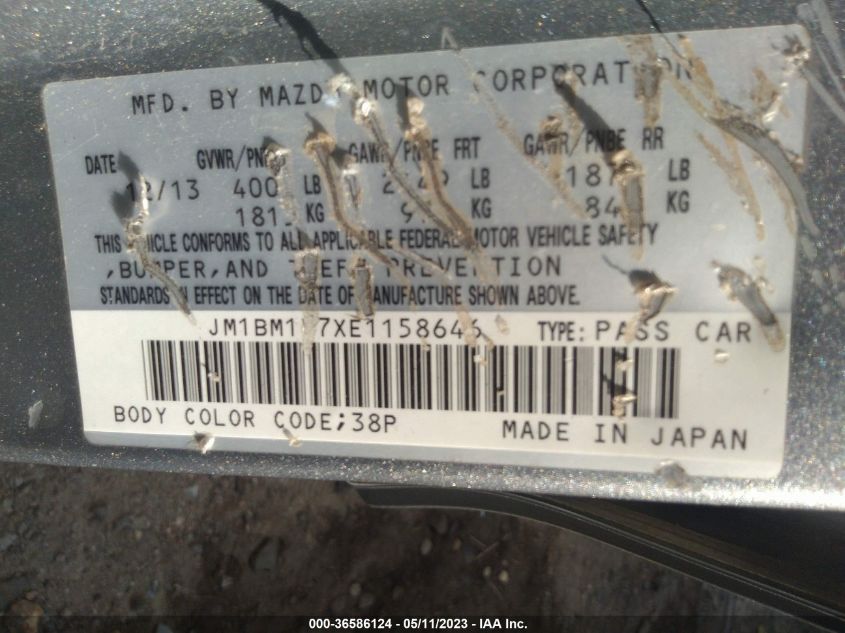 MFD. BY MOTOR CORPORATION
DATE GVWR/PNBV GAWR/PNBE FRT GAWR/PNBE RR
12/13 LB LB LB
KG KG KG
THIS VEHICLE CONFORMS TO ALL APPLICABLE FEDERAL MOTOR VEHICLE SAFETY
,BUMPER,AND THEFT PREVENTION
STANDARDS IN EFFECT ON THE DATE OF MANUFACTURE SHOWN ABOVE.
TYPE: PASS CAR
BODY COLOR CODE;38P
MADE IN JAPAN
000-36586124 - 05/11/2023 - IAA Inc.